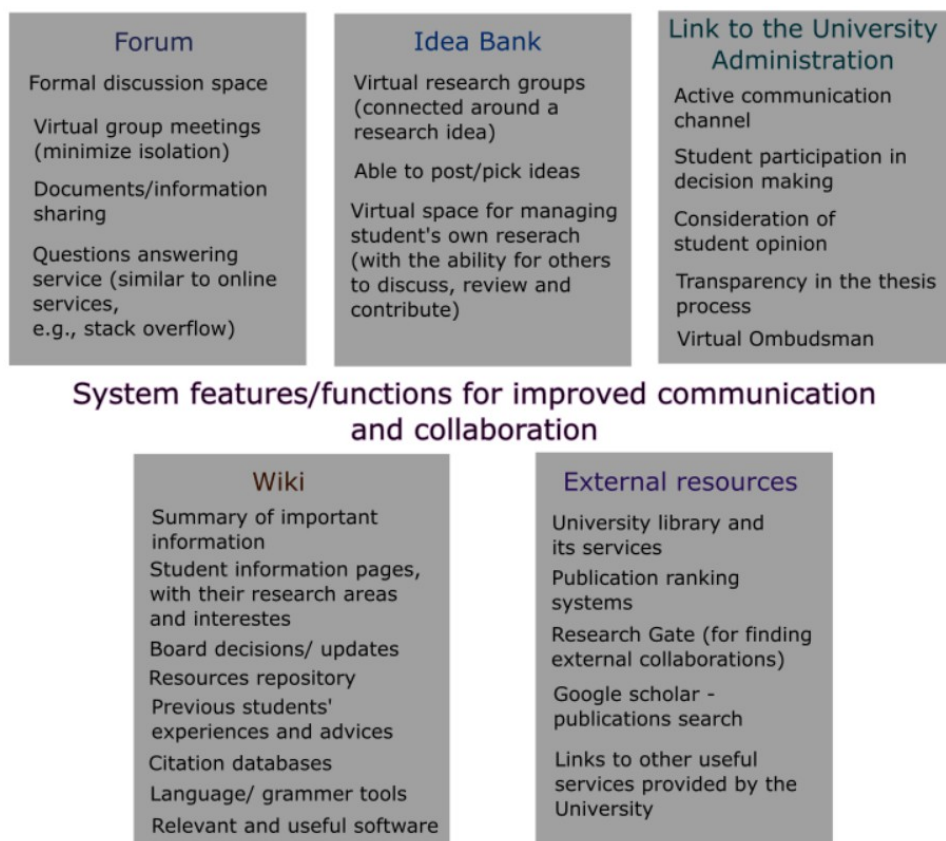 Forum
Formal discussion space
Virtual group meetings
(minimize isolation)
Documents/information
sharing
Questions answering
service (similar to online
services,
e.g., stack overflow)
Idea Bank
Virtual research groups
(connected around a
research idea)
Able to post/pick ideas
Virtual space for managing
student's own reserach
(with the ability for others
to discuss, review and
contribute)
Link to the University
Administration
Active communication
channel
Student participation in
decision making
Consideration of
student opinion
Transparency in the thesis
process
Virtual Ombudsman
System features/functions for improved communication
and collaboration
Wiki
Summary of important
information
Student information pages,
with their research areas
and interestes
Board decisions/ updates
Resources repository
Previous students'
experiences and advices
Citation databases
Language/ grammer tools
Relevant and useful software
External resources
University library and
its services
Publication ranking
systems
Research Gate (for finding
external collaborations)
Google scholar -
publications search
Links to other useful
services provided by the
University